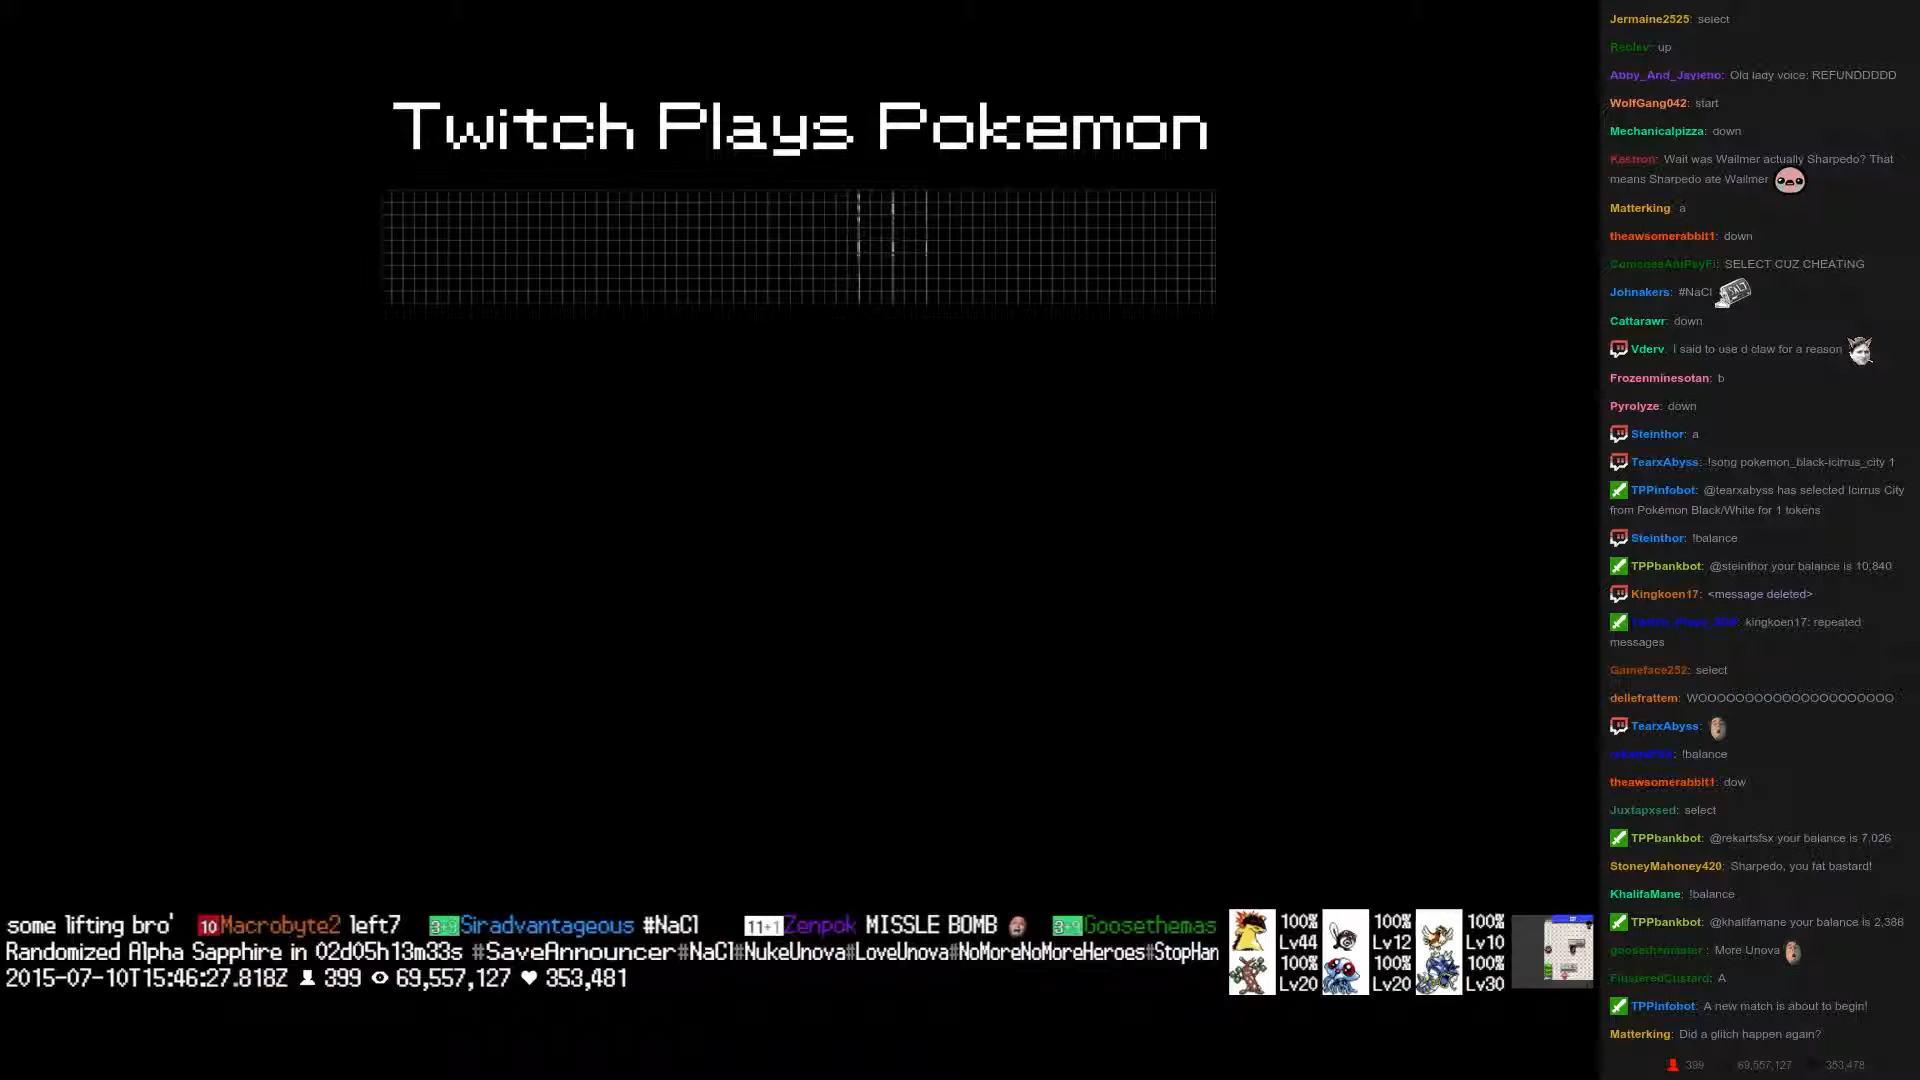 Twitch Plays Pokemon
some lifting bro' 10 Macrobyte2 left7 3+9 Siradvantageous #NaCl 11+1 Zenpok MISSLE BOMB 3+9 Goosethemas
Randomized Alpha Sapphire in 02d05h13m33s #SaveAnnouncer#NaCl#NukeUnova#LoveUnova#NoMoreNoMoreHeroes#StopHan
2015-07-10T15:46:27.818Z 399 69,557,127 353,481
100% 100% 100%
Lv44 Lv12 Lv10
100% 100% 100%
Lv20 Lv20 Lv30
Jermaine2525: select
up
Abby_And_Jayleno: Old lady voice: REFUNDDDDD
WolfGang042: start
Mechanicalpizza: down
Kestron: Wait was Wailmer actually Sharpedo? That
means Sharpedo ate Wailmer
Matterking: a
theawsomerabbit1: down
SELECT CUZ CHEATING
Johnakers: #NaCl SALT
Cattarawr: down
Vderv: I said to use d claw for a reason
Frozenminesotan: b
Pyrolyze: down
Steinthor: a
TearxAbyss: !song pokemon_black-icirrus_city 1
TPPinfobot: @tearxabyss has selected Icirrus City
from Pokémon Black/White for 1 tokens
Steinthor: !balance
TPPbankbot: @steinthor your balance is 10,840
Kingkoen17: <message deleted>
kingkoen17: repeated
messages
Gameface252: select
dellefrattem: WOOOOOOOOOOOOOOOOOOOOO
TearxAbyss:
!balance
theawsomerabbit1: dow
Juxtapxsed: select
TPPbankbot: @rekartsfsx your balance is 7,026
StoneyMahoney420: Sharpedo, you fat bastard!
KhalifaMane: !balance
TPPbankbot: @khalifamane your balance is 2,386
goosethemaster: More Unova
FlusteredCustard: A
TPPinfobot: A new match is about to begin!
Matterking: Did a glitch happen again?
399 69,557,127 353,478